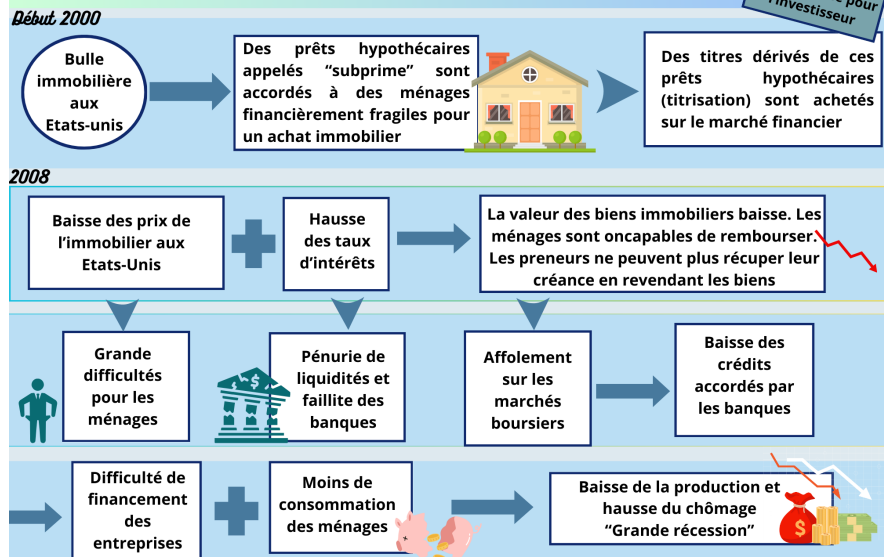 pour
l'investisseur
Début 2000
Bulle
immobilière
aux
Etats-unis
Des prêts hypothécaires
appelés “subprime” sont
accordés à des ménages
financièrement fragiles pour
un achat immobilier
Des titres dérivés de ces
prêts hypothécaires
(titrisation) sont achetés
sur le marché financier
2008
Baisse des prix de
l’immobilier aux
Etats-Unis
Hausse
des taux
d’intérêts
La valeur des biens immobiliers baisse. Les
ménages sont oncapables de rembourser.
Les preneurs ne peuvent plus récuper leur
créance en revendant les biens
Grande
difficultés
pour les
ménages
$
Pénurie de
liquidités et
faillite des
banques
Affolement
sur les
marchés
boursiers
Baisse des
crédits
accordés par
les banques
Difficulté de
financement
des
entreprises
Moins de
consommation
des ménages
Baisse de la production et
hausse du chômage
“Grande récession”
$